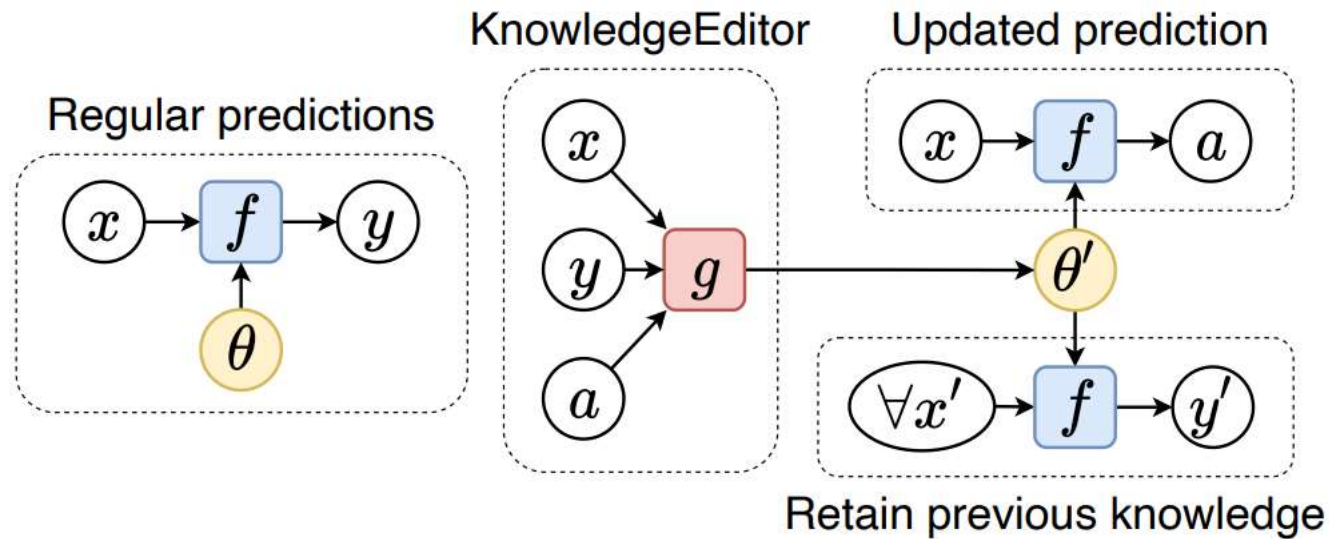 Regular predictions
x
f
y
θ
KnowledgeEditor
x
y
a
g
Updated prediction
x
f
a
θ′
∀x′
f
y′
Retain previous knowledge